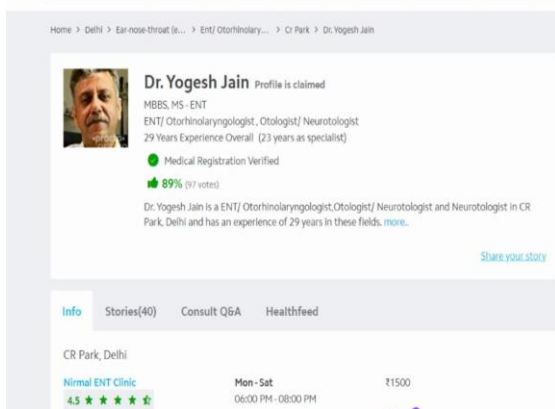 Home > Delhi > Ear-nose-throat (e... > Ent/ Otorhinolary... > Cr Park > Dr. Yogesh Jain
Dr. Yogesh Jain Profile is claimed
MBBS, MS - ENT
ENT/ Otorhinolaryngologist, Otologist/ Neurotologist
29 Years Experience Overall (23 years as specialist)
Medical Registration Verified
89% (97 votes)
Dr. Yogesh Jain is a ENT/ Otorhinolaryngologist,Otologist/ Neurotologist and Neurotologist in CR
Park, Delhi and has an experience of 29 years in these fields. more..
Share your story
Info Stories(40) Consult Q&A Healthfeed
CR Park, Delhi
Nirmal ENT Clinic Mon - Sat ₹1500
4.5 06:00 PM - 08:00 PM